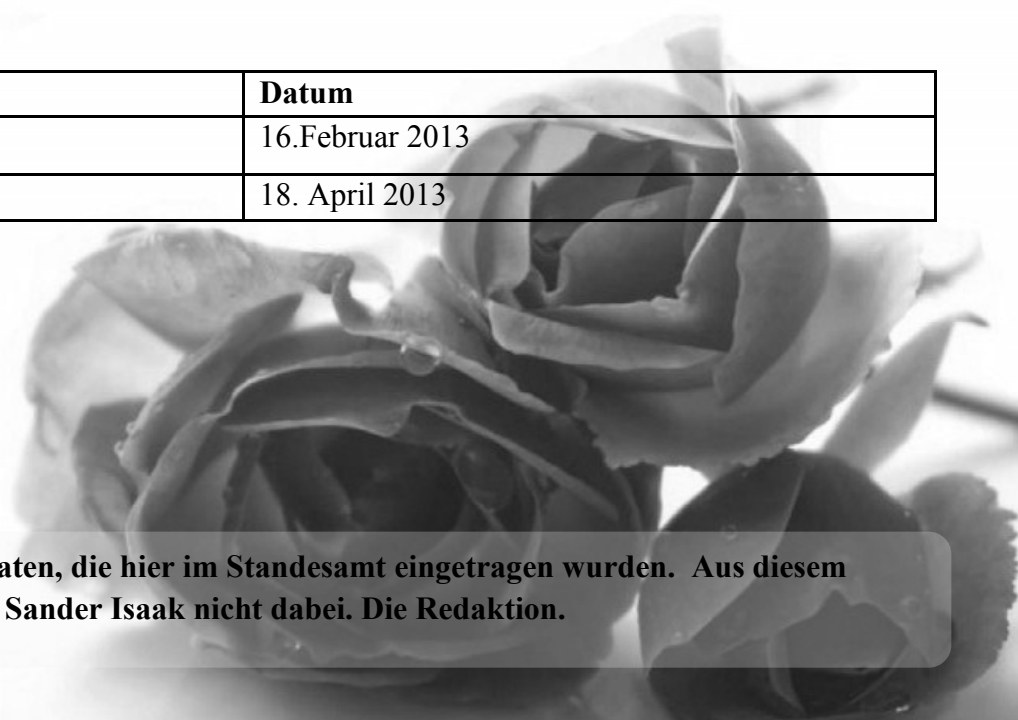 Datum
16.Februar 2013
18. April 2013
aten, die hier im Standesamt eingetragen wurden. Aus diesem
Sander Isaak nicht dabei. Die Redaktion.